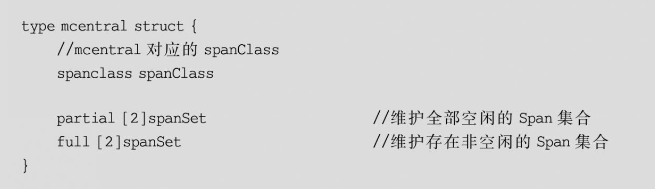 type mcentral struct {
//mcentral 对应的 spanClass
spanclass spanClass
partial [2]spanSet //维护全部空闲的 Span 集合
full [2]spanSet //维护存在非空闲的 Span 集合
}